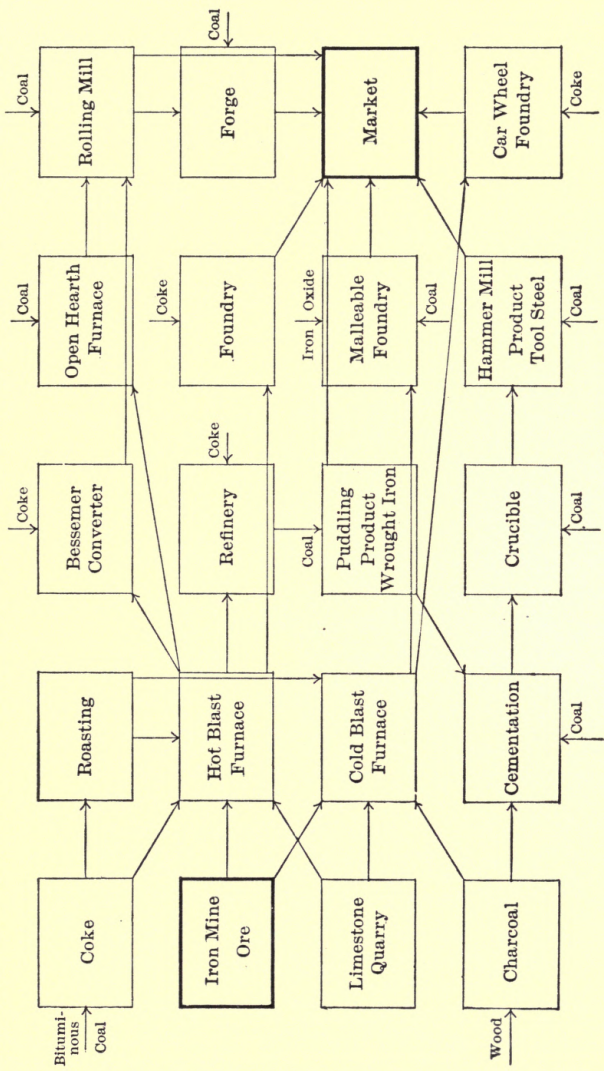 Bitumi-
nous
Coal
Coke
Iron Mine
Ore
Limestone
Quarry
Wood
Charcoal
Roasting
Hot Blast
Furnace
Cold Blast
Furnace
Cementation
Coal
Coke
Bessemer
Converter
Refinery
Coke
Coal
Puddling
Product
Wrought Iron
Crucible
Coal
Coal
Open Hearth
Furnace
Coke
Foundry
Iron Oxide
Malleable
Foundry
Coal
Hammer Mill
Product
Tool Steel
Coal
Coal
Rolling Mill
Coal
Forge
Market
Car Wheel
Foundry
Coke